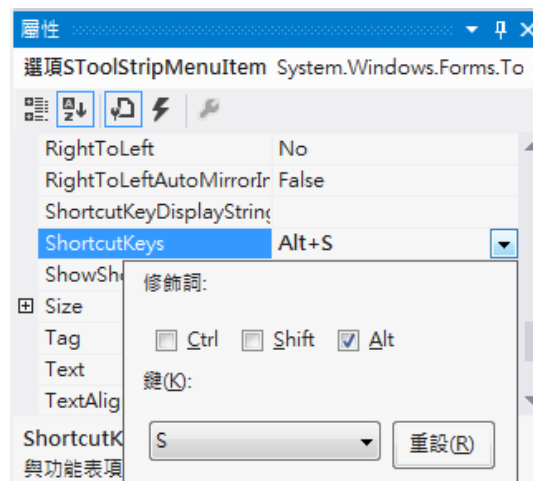 屬性
選項SToolStripMenuItem System.Windows.Forms.To
RightToLeft No
RightToLeftAutoMirrorIr False
ShortcutKeyDisplayString
ShortcutKeys Alt+S
ShowSho
修飾詞:
Size
Ctrl Shift Alt
Tag
Text
鍵(K):
TextAlig
S 重設(R)
ShortcutK
與功能表項